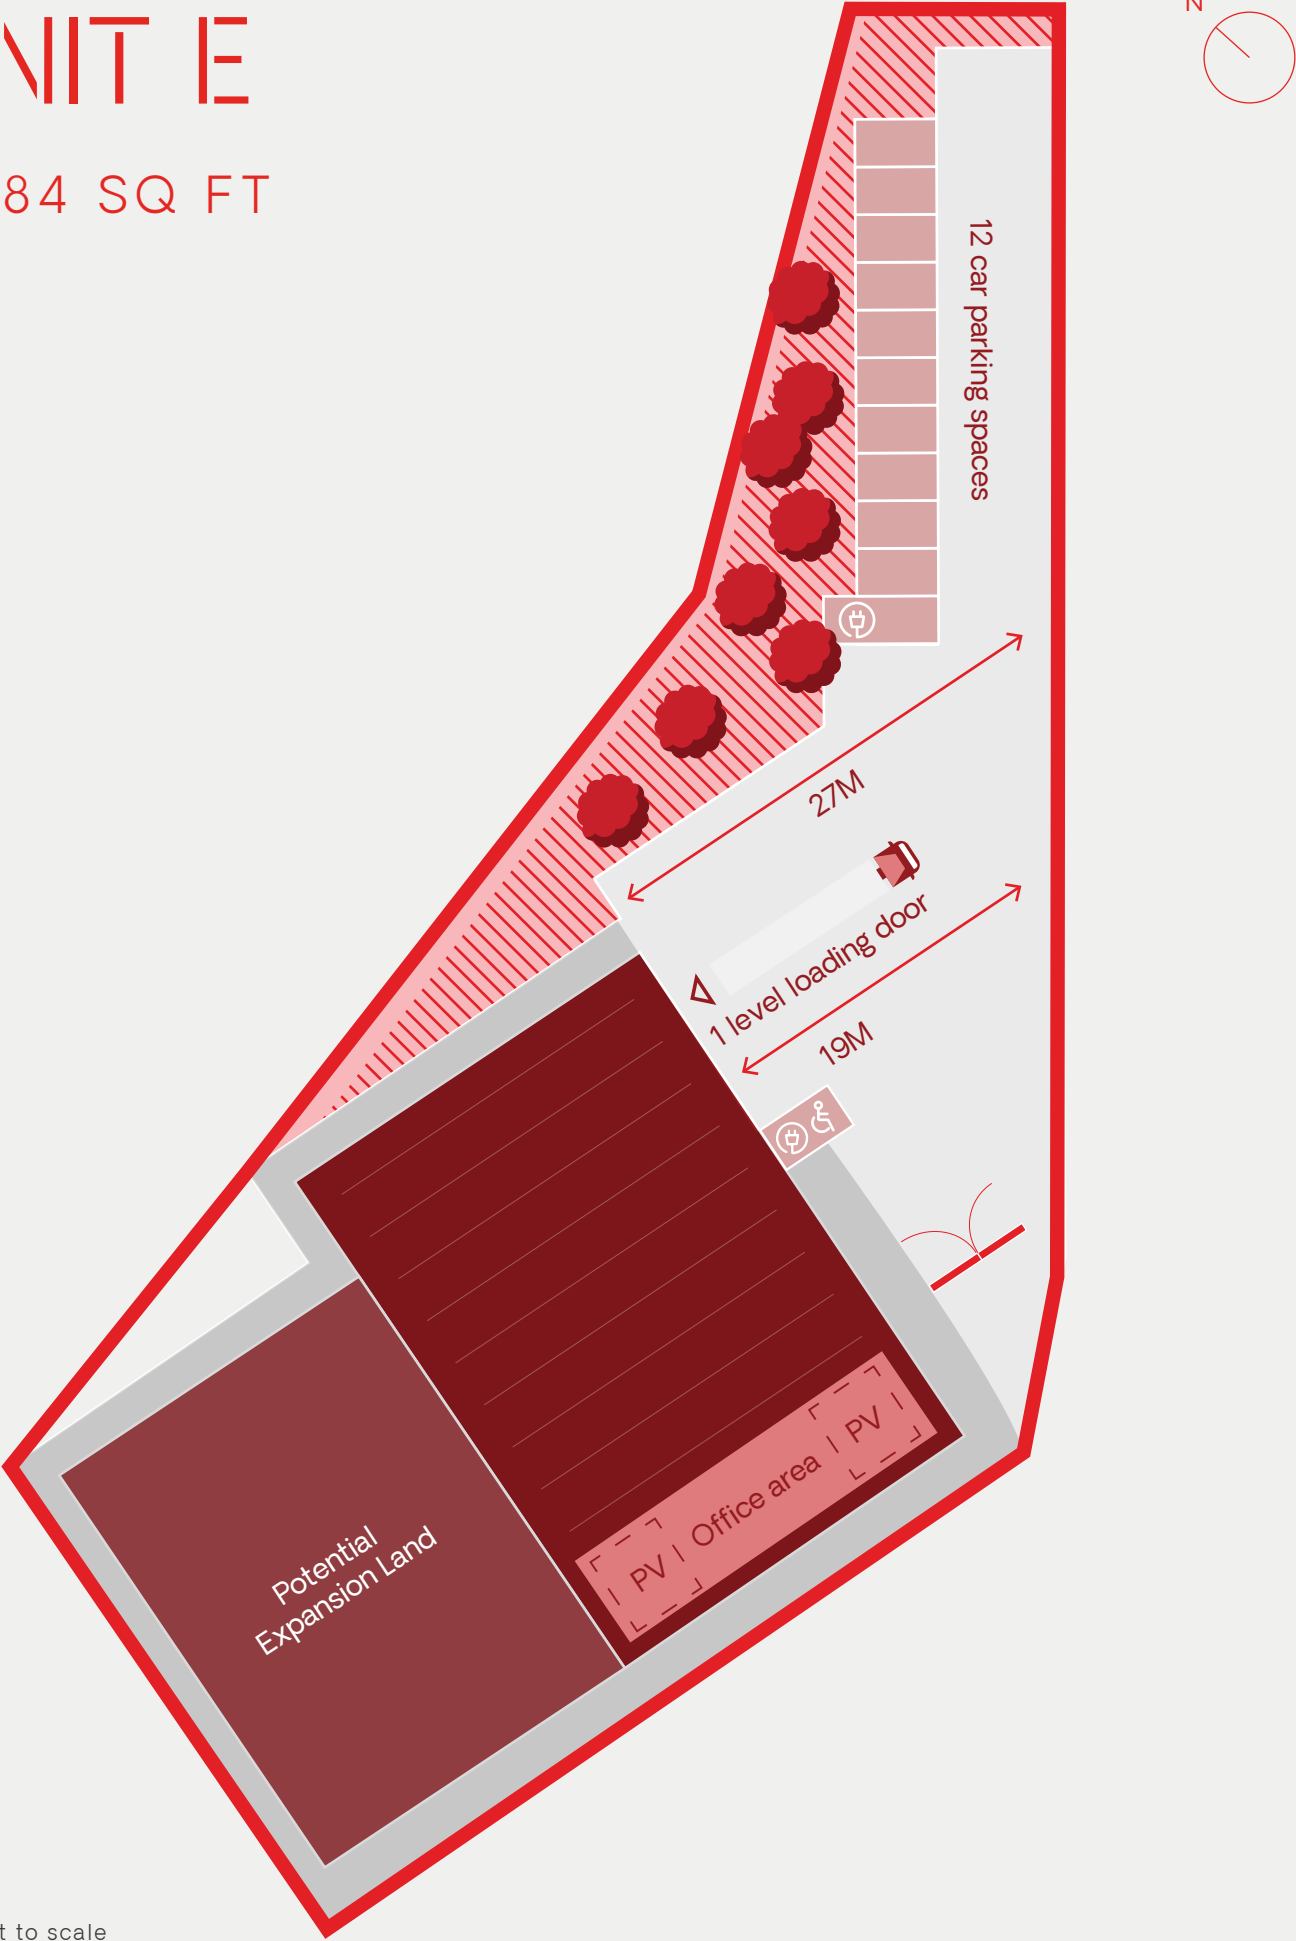 NIT E
84 SQ FT
N
12 car parking spaces
27M
1 level loading door
19M
PV
Office area
PV
Potential
Expansion Land
t to scale